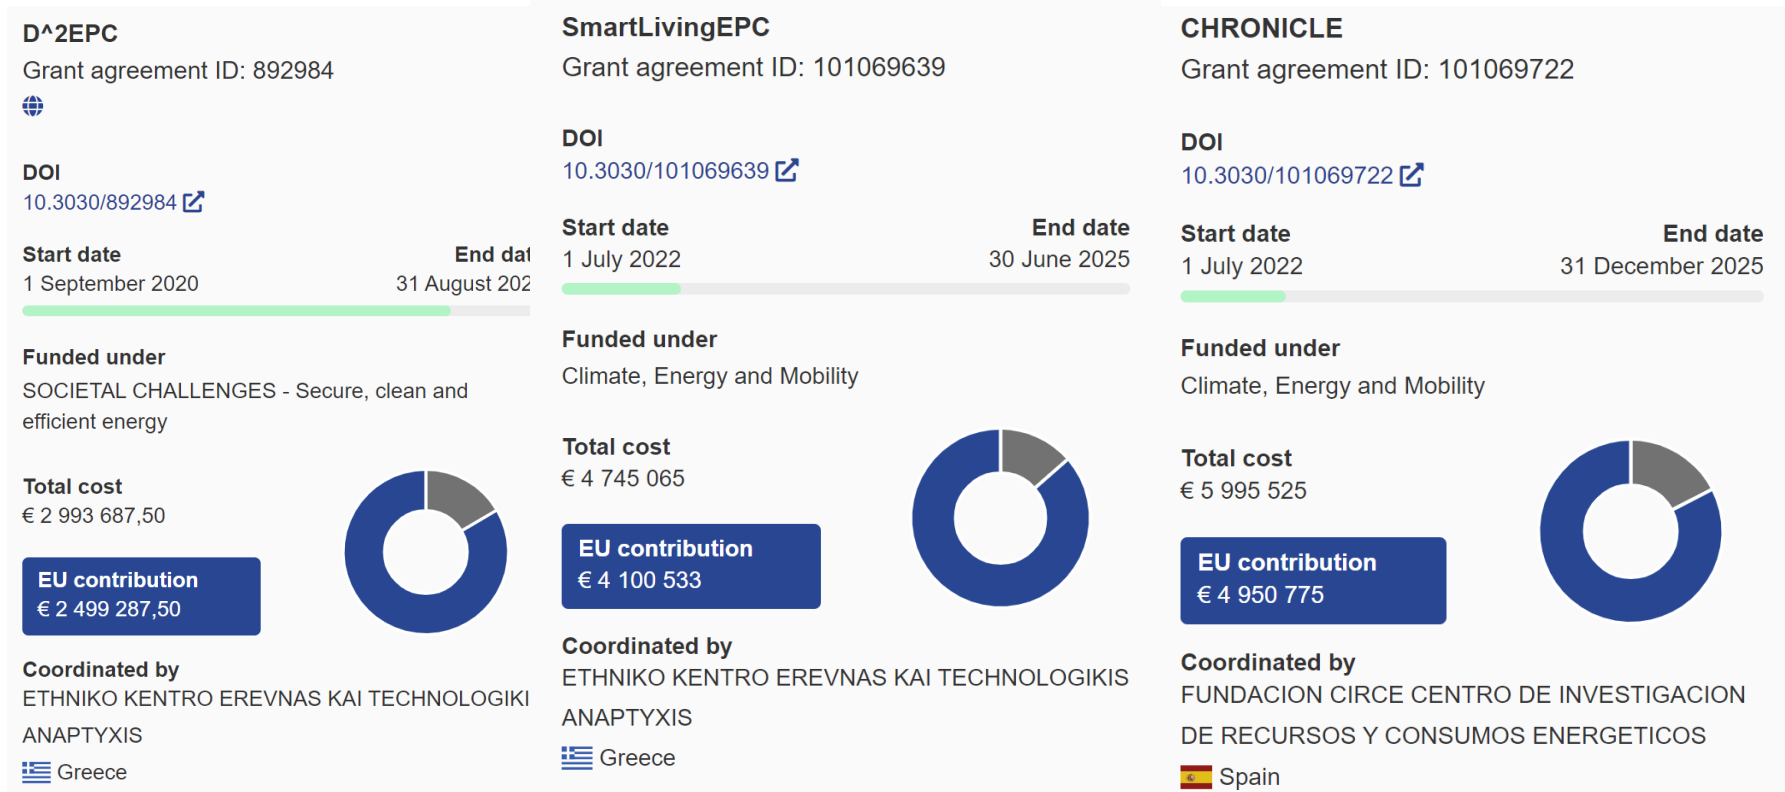 D^2EPC
Grant agreement ID: 892984
DOI
10.3030/892984
Start date
End dat
1 September 2020
31 August 202
Funded under
SOCIETAL CHALLENGES - Secure, clean and
efficient energy
Total cost
€ 2 993 687,50
EU contribution
€ 2 499 287,50
Coordinated by
ETHNIKO KENTRO EREVNAS KAI TECHNOLOGIKI
ANAPTYXIS
Greece
SmartLivingEPC
Grant agreement ID: 101069639
DOI
10.3030/101069639
Start date
End date
1 July 2022
30 June 2025
Funded under
Climate, Energy and Mobility
Total cost
€ 4 745 065
EU contribution
€ 4 100 533
Coordinated by
ETHNIKO KENTRO EREVNAS KAI TECHNOLOGIKIS
ANAPTYXIS
Greece
CHRONICLE
Grant agreement ID: 101069722
DOI
10.3030/101069722
Start date
End date
1 July 2022
31 December 2025
Funded under
Climate, Energy and Mobility
Total cost
€ 5 995 525
EU contribution
€ 4 950 775
Coordinated by
FUNDACION CIRCE CENTRO DE INVESTIGACION
DE RECURSOS Y CONSUMOS ENERGETICOS
Spain